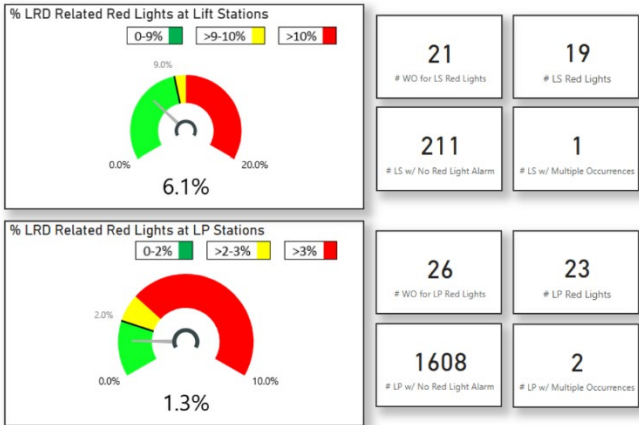 % LRD Related Red Lights at Lift Stations
0-9% >9-10% >10%
9.0%
0.0% 20.0%
6.1%
21
# WO for LS Red Lights
19
# LS Red Lights
211
# LS w/ No Red Light Alarm
1
# LS w/ Multiple Occurrences
% LRD Related Red Lights at LP Stations
0-2% >2-3% >3%
2.0%
0.0% 10.0%
1.3%
26
# WO for LP Red Lights
23
# LP Red Lights
1608
# LP w/ No Red Light Alarm
2
# LP w/ Multiple Occurrences